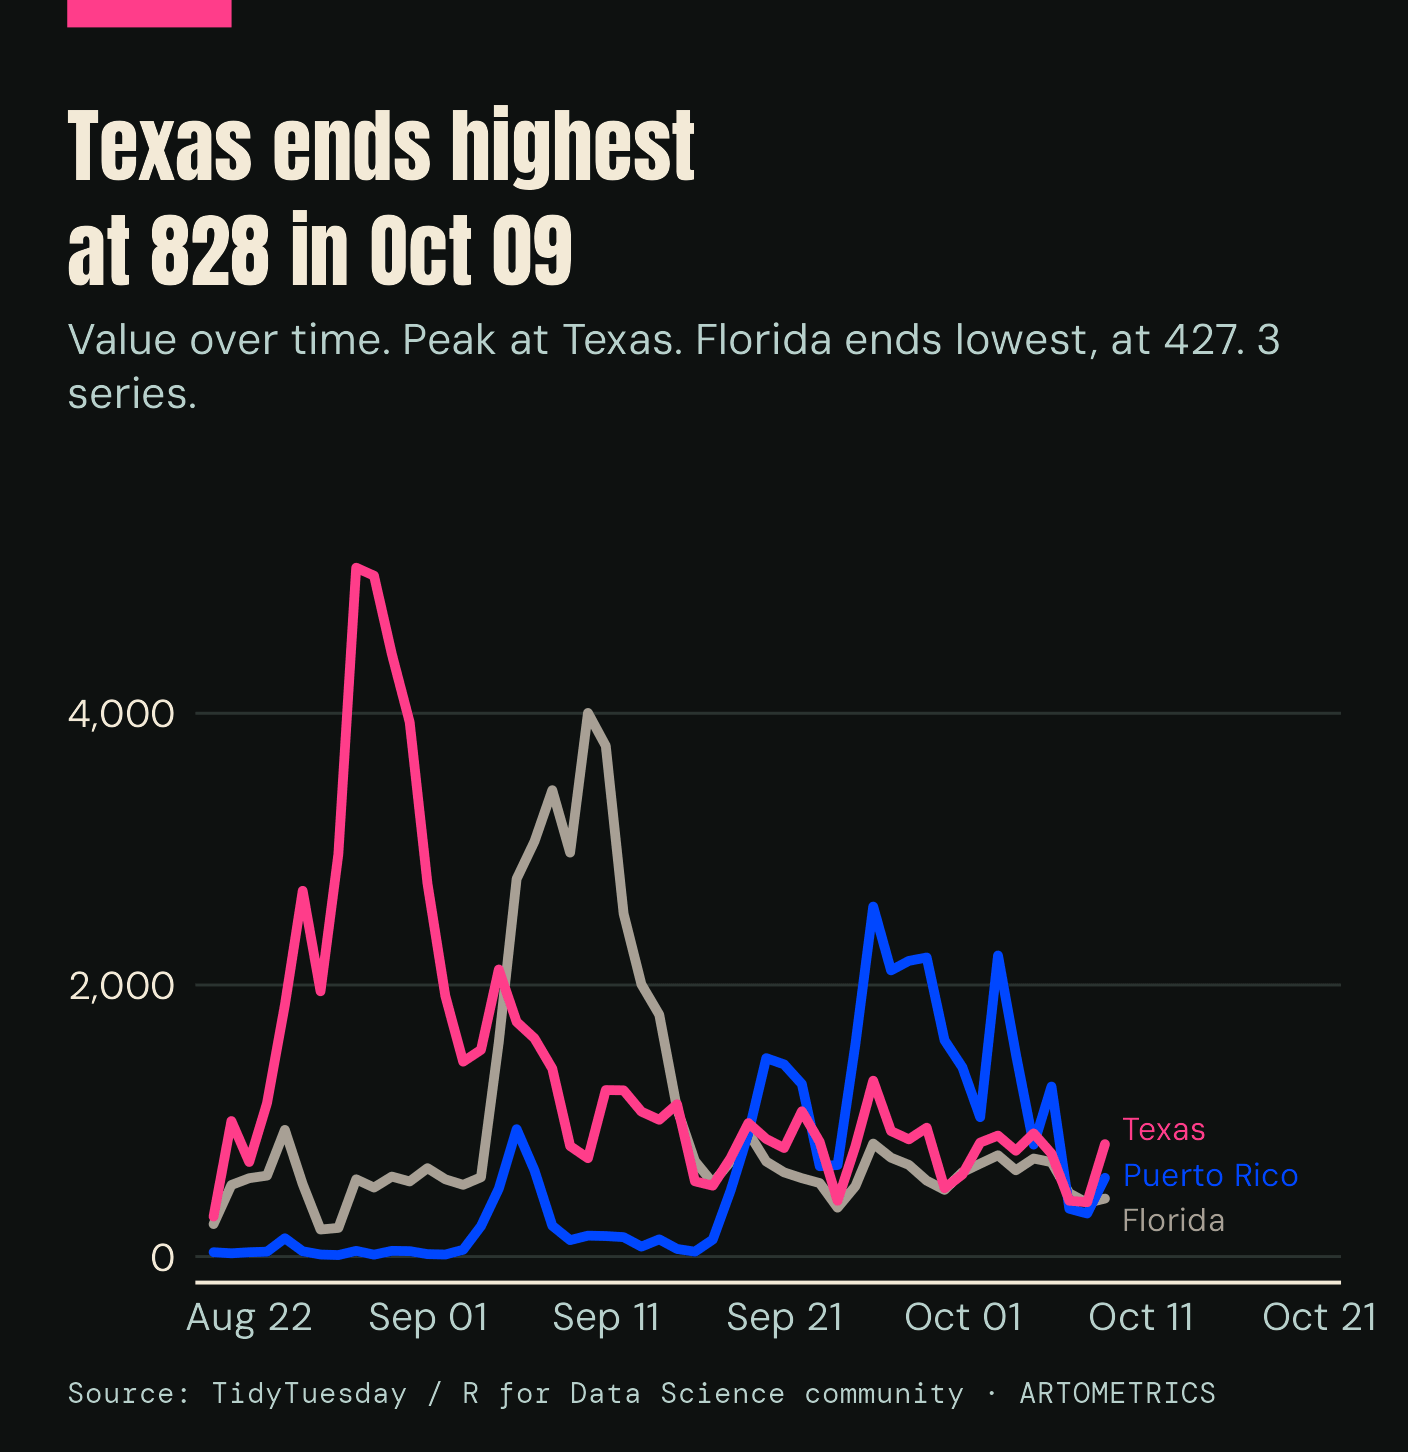 Texas ends highest
at 828 in Oct 09
Value over time. Peak at Texas. Florida ends lowest, at 427. 3
series.
4,000
2,000
0
Texas
Puerto Rico
Florida
Aug 22 Sep 01 Sep 11 Sep 21 Oct 01 Oct 11 Oct 21
Source: TidyTuesday / R for Data Science community · ARTOMETRICS